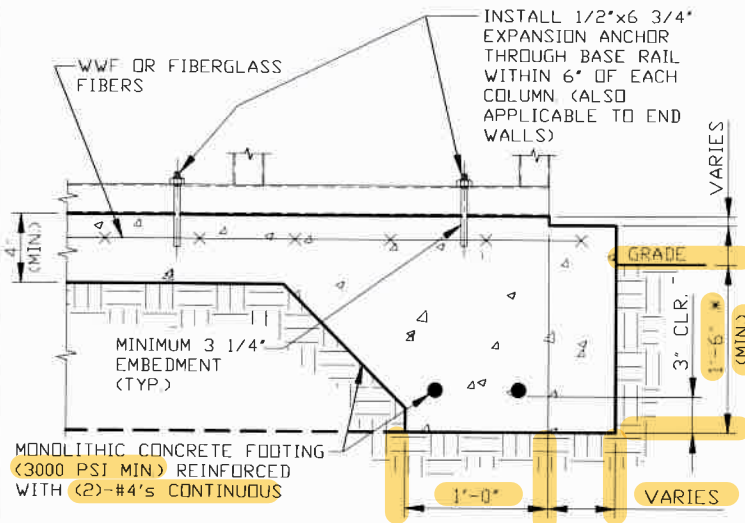 INSTALL 1/2"x6 3/4"
EXPANSION ANCHOR
THROUGH BASE RAIL
WITHIN 6" OF EACH
COLUMN (ALSO
APPLICABLE TO END
WALLS)
WWF OR FIBERGLASS
FIBERS
VARIES
4"
(MIN.)
GRADE
MINIMUM 3 1/4"
EMBEDMENT
(TYP.)
3" CLR.
1'-6" *
(MIN.)
MONOLITHIC CONCRETE FOOTING
(3000 PSI MIN) REINFORCED
WITH (2)-#4's CONTINUOUS
1'-0"
VARIES